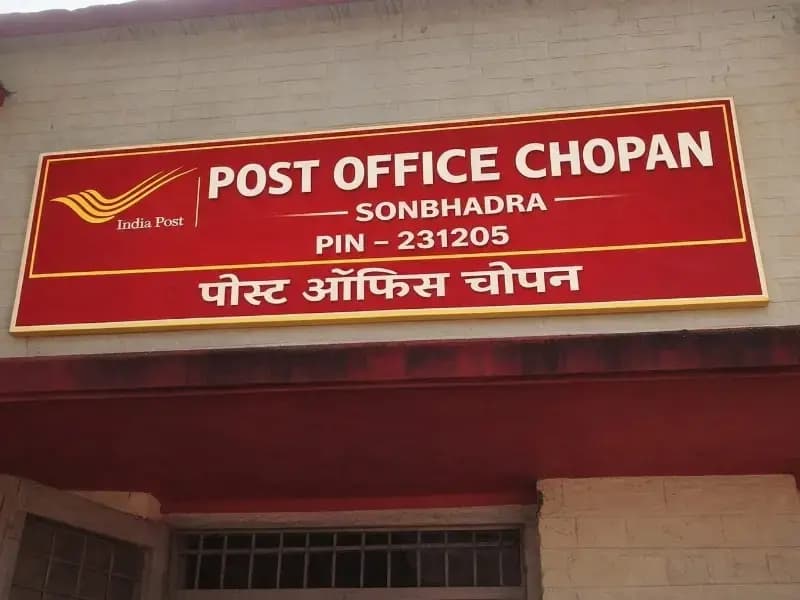 India Post
POST OFFICE CHOPAN
SONBHADRA
PIN – 231205
पोस्ट ऑफिस चोपन